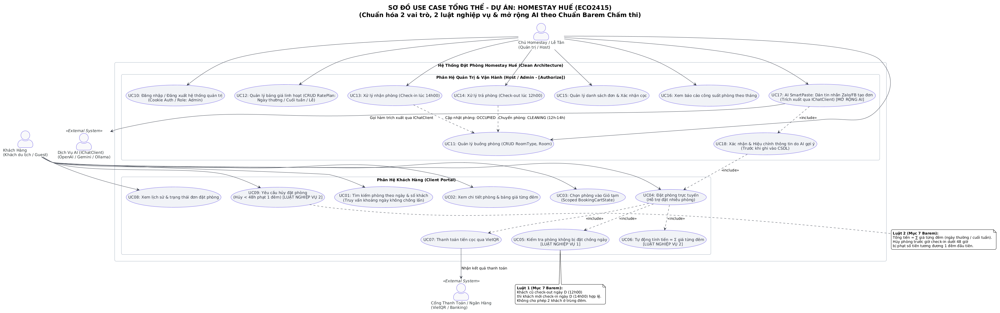 SƠ ĐỒ USE CASE TỔNG THỂ - DỰ ÁN: HOMESTAY HUẾ (ECO2415)
(Chuẩn hóa 2 vai trò, 2 luật nghiệp vụ & mở rộng AI theo Chuẩn Barem Chấm thi)
Chủ Homestay / Lễ Tân
(Quản trị / Host)
Hệ Thống Đặt Phòng Homestay Huế (Clean Architecture)
Phân Hệ Quản Trị & Vận Hành (Host / Admin - [Authorize])
UC10: Đăng nhập / Đăng xuất hệ thống quản trị
(Cookie Auth / Role: Admin)
UC12: Quản lý bảng giá linh hoạt (CRUD RatePlan:
Ngày thường / Cuối tuần / Lễ)
UC13: Xử lý nhận phòng (Check-in lúc 14h00)
UC14: Xử lý trả phòng (Check-out lúc 12h00)
UC15: Quản lý danh sách đơn & Xác nhận cọc
UC16: Xem báo cáo công suất phòng theo tháng
UC17: AI SmartPaste: Dán tin nhắn Zalo/FB tạo đơn
(Trích xuất qua IChatClient) [MỞ RỘNG AI]
Gọi hàm trích xuất qua IChatClient
Cập nhật phòng: OCCUPIED
Chuyển phòng: CLEANING (12h-14h)
«include»
«External System»
Dịch Vụ AI (IChatClient)
(OpenAI / Gemini / Ollama)
Khách Hàng
(Khách du lịch / Guest)
UC11: Quản lý buồng phòng (CRUD RoomType, Room)
UC18: Xác nhận & Hiệu chỉnh thông tin do AI gợi ý
(Trước khi ghi vào CSDL)
«include»
Phân Hệ Khách Hàng (Client Portal)
UC08: Xem lịch sử & trạng thái đơn đặt phòng
UC09: Yêu cầu hủy đặt phòng
(Hủy < 48h phạt 1 đêm) [LUẬT NGHIỆP VỤ 2]
UC01: Tìm kiếm phòng theo ngày & số khách
(Truy vấn khoảng ngày không chồng lấn)
UC02: Xem chi tiết phòng & bảng giá từng đêm
UC03: Chọn phòng vào Giỏ tạm
(Scoped BookingCartState)
UC04: Đặt phòng trực tuyến
(Hỗ trợ đặt nhiều phòng)
«include»
«include»
«include»
UC07: Thanh toán tiền cọc qua VietQR
UC05: Kiểm tra phòng không bị đặt chồng ngày
[LUẬT NGHIỆP VỤ 1]
UC06: Tự động tính tiền = Σ giá từng đêm
[LUẬT NGHIỆP VỤ 2]
Luật 2 (Mục 7 Barem):
Tổng tiền = ∑ giá từng đêm (ngày thường / cuối tuần).
Hủy phòng trước giờ check-in dưới 48 giờ
bị phạt số tiền tương đương 1 đêm đầu tiên.
Nhận kết quả thanh toán
«External System»
Cổng Thanh Toán / Ngân Hàng
(VietQR / Banking)
Luật 1 (Mục 7 Barem):
Khách cũ check-out ngày D (12h00)
thì khách mới check-in ngày D (14h00) hợp lệ.
Không cho phép 2 khách ở trùng đêm.